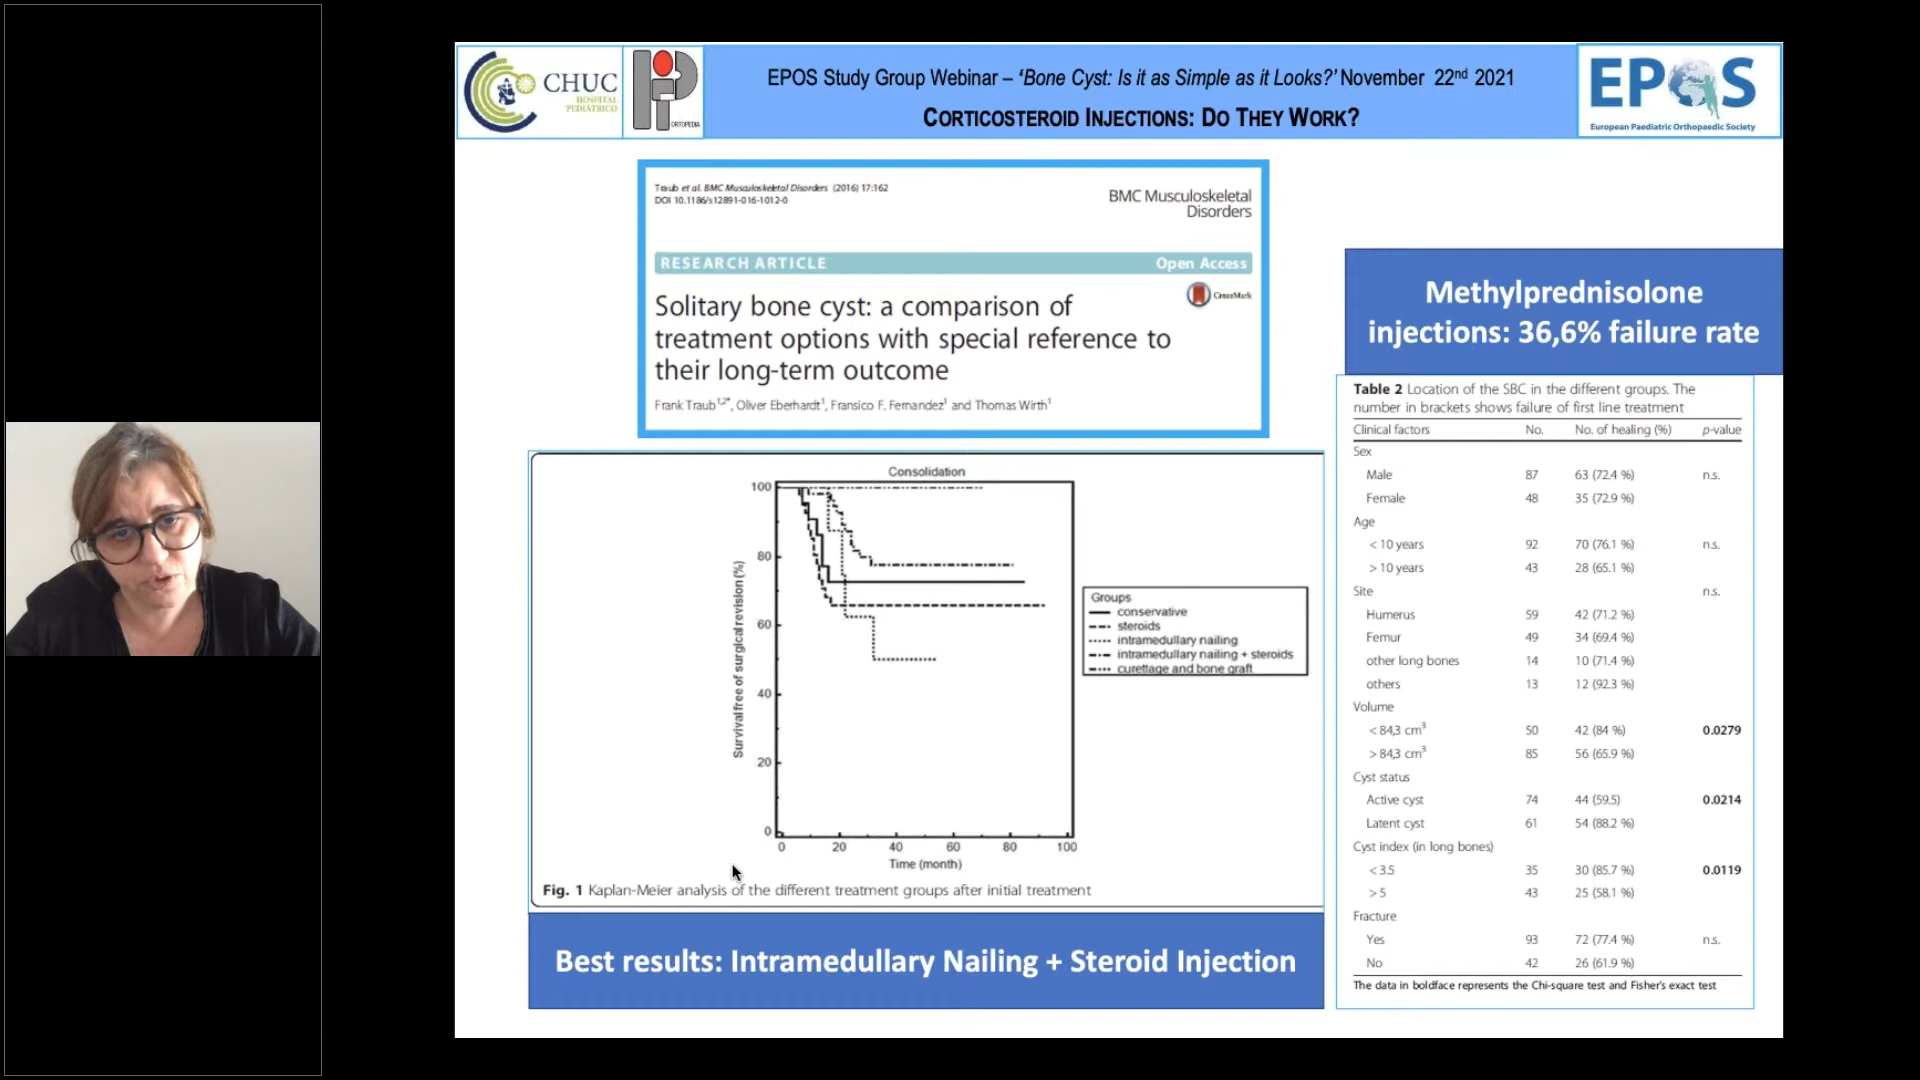 CHUC
HOSPITAL
PEDIÁTRICO
ORTOPEDIA
EPOS Study Group Webinar – ‘Bone Cyst: Is it as Simple as it Looks?’ November 22nd 2021
CORTICOSTEROID INJECTIONS: DO THEY WORK?
EPOS
European Paediatric Orthopaedic Society
Traub et al. BMC Musculoskeletal Disorders (2016) 17:162
DOI 10.1186/s12891-016-1012-0
BMC Musculoskeletal
Disorders
RESEARCH ARTICLE
Open Access
CrossMark
Solitary bone cyst: a comparison of
treatment options with special reference to
their long-term outcome
Frank Traub1,2*, Oliver Eberhardt1, Fransico F. Fernandez1 and Thomas Wirth1
Consolidation
Survival free of surgical revision (%)
100
80
60
40
20
0
0 20 40 60 80 100
Time (month)
Groups
conservative
steroids
intramedullary nailing
intramedullary nailing + steroids
curettage and bone graft
Fig. 1 Kaplan-Meier analysis of the different treatment groups after initial treatment
Best results: Intramedullary Nailing + Steroid Injection
Methylprednisolone
injections: 36,6% failure rate
Table 2 Location of the SBC in the different groups. The
number in brackets shows failure of first line treatment
Clinical factors No. No. of healing (%) p-value
Sex
Male 87 63 (72.4 %) n.s.
Female 48 35 (72.9 %)
Age
< 10 years 92 70 (76.1 %) n.s.
> 10 years 43 28 (65.1 %)
Site n.s.
Humerus 59 42 (71.2 %)
Femur 49 34 (69.4 %)
other long bones 14 10 (71.4 %)
others 13 12 (92.3 %)
Volume
< 84,3 cm3 50 42 (84 %) 0.0279
> 84,3 cm3 85 56 (65.9 %)
Cyst status
Active cyst 74 44 (59.5) 0.0214
Latent cyst 61 54 (88.2 %)
Cyst index (in long bones)
< 3.5 35 30 (85.7 %) 0.0119
> 5 43 25 (58.1 %)
Fracture
Yes 93 72 (77.4 %) n.s.
No 42 26 (61.9 %)
The data in boldface represents the Chi-square test and Fisher's exact test